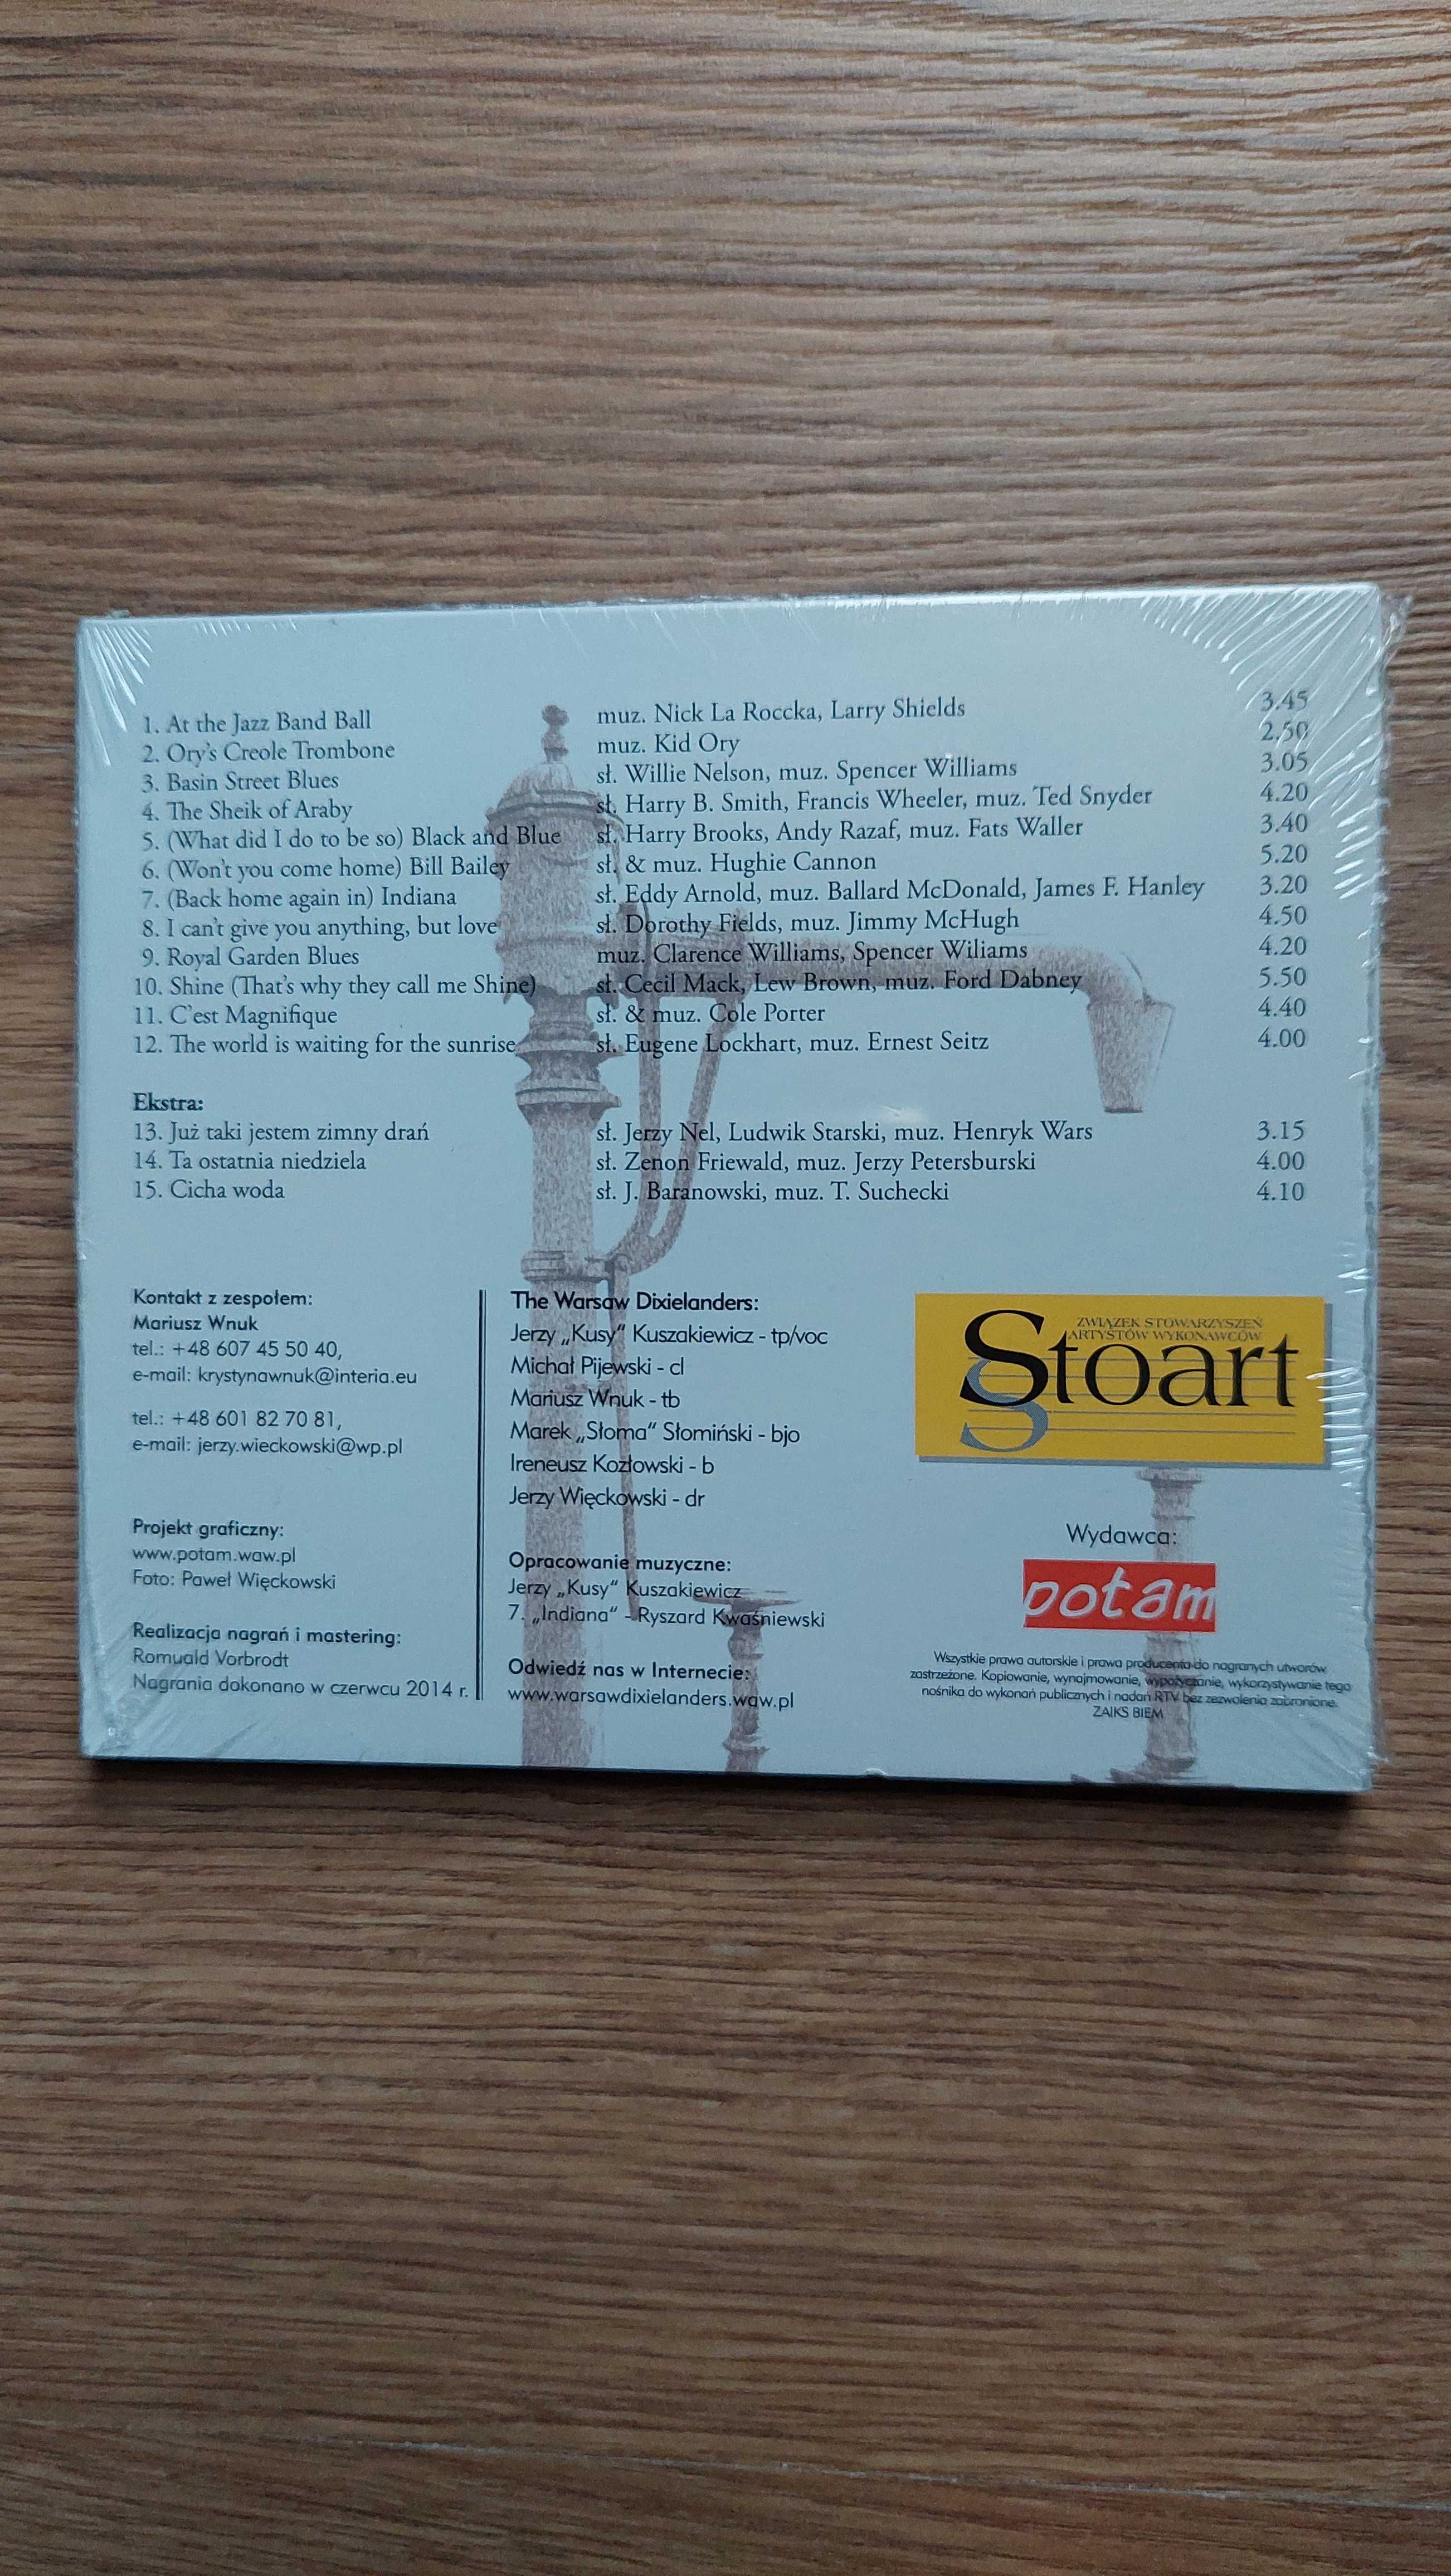 1. At the Jazz Band Ball muz. Nick La Roccka, Larry Shields 3.45
2. Ory's Creole Trombone muz. Kid Ory 2,50
3. Basin Street Blues sł. Willie Nelson, muz. Spencer Williams 3.05
4. The Sheik of Araby sł. Harry B. Smith, Francis Wheeler, muz. Ted Snyder 4.20
5. (What did I do to be so) Black and Blue sł. Harry Brooks, Andy Razaf, muz. Fats Waller 3.40
6. (Won't you come home) Bill Bailey sł. & muz. Hughie Cannon 5.20
7. (Back home again in) Indiana sł. Eddy Arnold, muz. Ballard McDonald, James F. Hanley 3.20
8. I can't give you anything, but love sł. Dorothy Fields, muz. Jimmy McHugh 4.50
9. Royal Garden Blues muz. Clarence Williams, Spencer Wiliams 4.20
10. Shine (That's why they call me Shine) sł. Cecil Mack, Lew Brown, muz. Ford Dabney 5.50
11. C'est Magnifique sł. & muz. Cole Porter 4.40
12. The world is waiting for the sunrise sł. Eugene Lockhart, muz. Ernest Seitz 4.00
Ekstra:
13. Już taki jestem zimny drań sł. Jerzy Nel, Ludwik Starski, muz. Henryk Wars 3.15
14. Ta ostatnia niedziela sł. Zenon Friewald, muz. Jerzy Petersburski 4.00
15. Cicha woda sł. J. Baranowski, muz. T. Suchecki 4.10
Kontakt z zespołem:
Mariusz Wnuk
tel.: +48 607 45 50 40,
e-mail: krystynawnuk@interia.eu
tel.: +48 601 82 70 81,
e-mail: jerzy.wieckowski@wp.pl
Projekt graficzny:
www.potam.waw.pl
Foto: Paweł Więckowski
Realizacja nagrań i mastering:
Romuald Vorbrodt
Nagrania dokonano w czerwcu 2014 r.
The Warsaw Dixielanders:
Jerzy „Kusy" Kuszakiewicz - tp/voc
Michał Pijewski - cl
Mariusz Wnuk - tb
Marek „Słoma" Słomiński - bjo
Ireneusz Kozłowski - b
Jerzy Więckowski - dr
Opracowanie muzyczne:
Jerzy „Kusy" Kuszakiewicz
7. „Indiana" - Ryszard Kwaśniewski
Odwiedź nas w Internecie:
www.warsawdixielanders.waw.pl
ZWIĄZEK STOWARZYSZEŃ
ARTYSTÓW WYKONAWCÓW
Stoart
Wydawca:
potam
Wszystkie prawa autorskie i prawa producenta do nagranych utworów
zastrzeżone. Kopiowanie, wynajmowanie, wypożyczanie, wykorzystywanie tego
nośnika do wykonań publicznych i nadań RTV bez zezwolenia zabronione.
ZAIKS BIEM